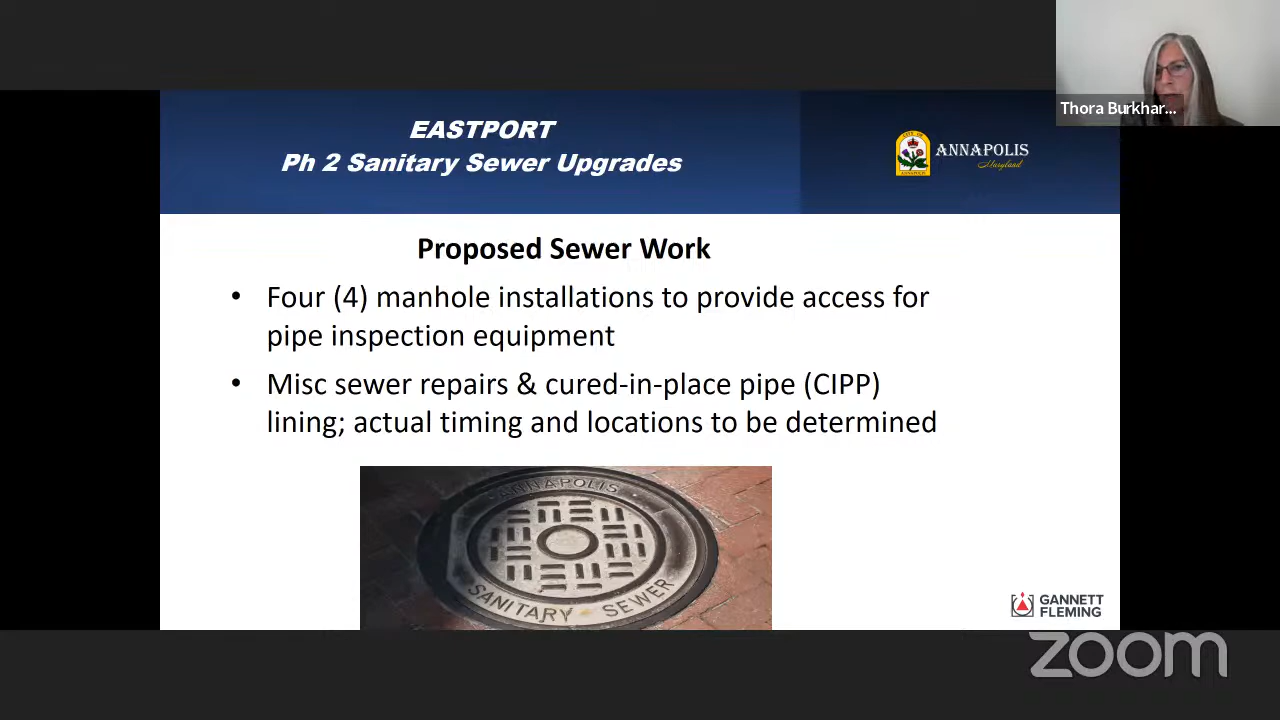 Thora Burkhar...
EASTPORT
Ph 2 Sanitary Sewer Upgrades
ANNAPOLIS
Maryland
Proposed Sewer Work
• Four (4) manhole installations to provide access for
pipe inspection equipment
• Misc sewer repairs & cured-in-place pipe (CIPP)
lining; actual timing and locations to be determined
ANNAPOLIS
SANITARY SEWER
GANNETT
FLEMING
zoom